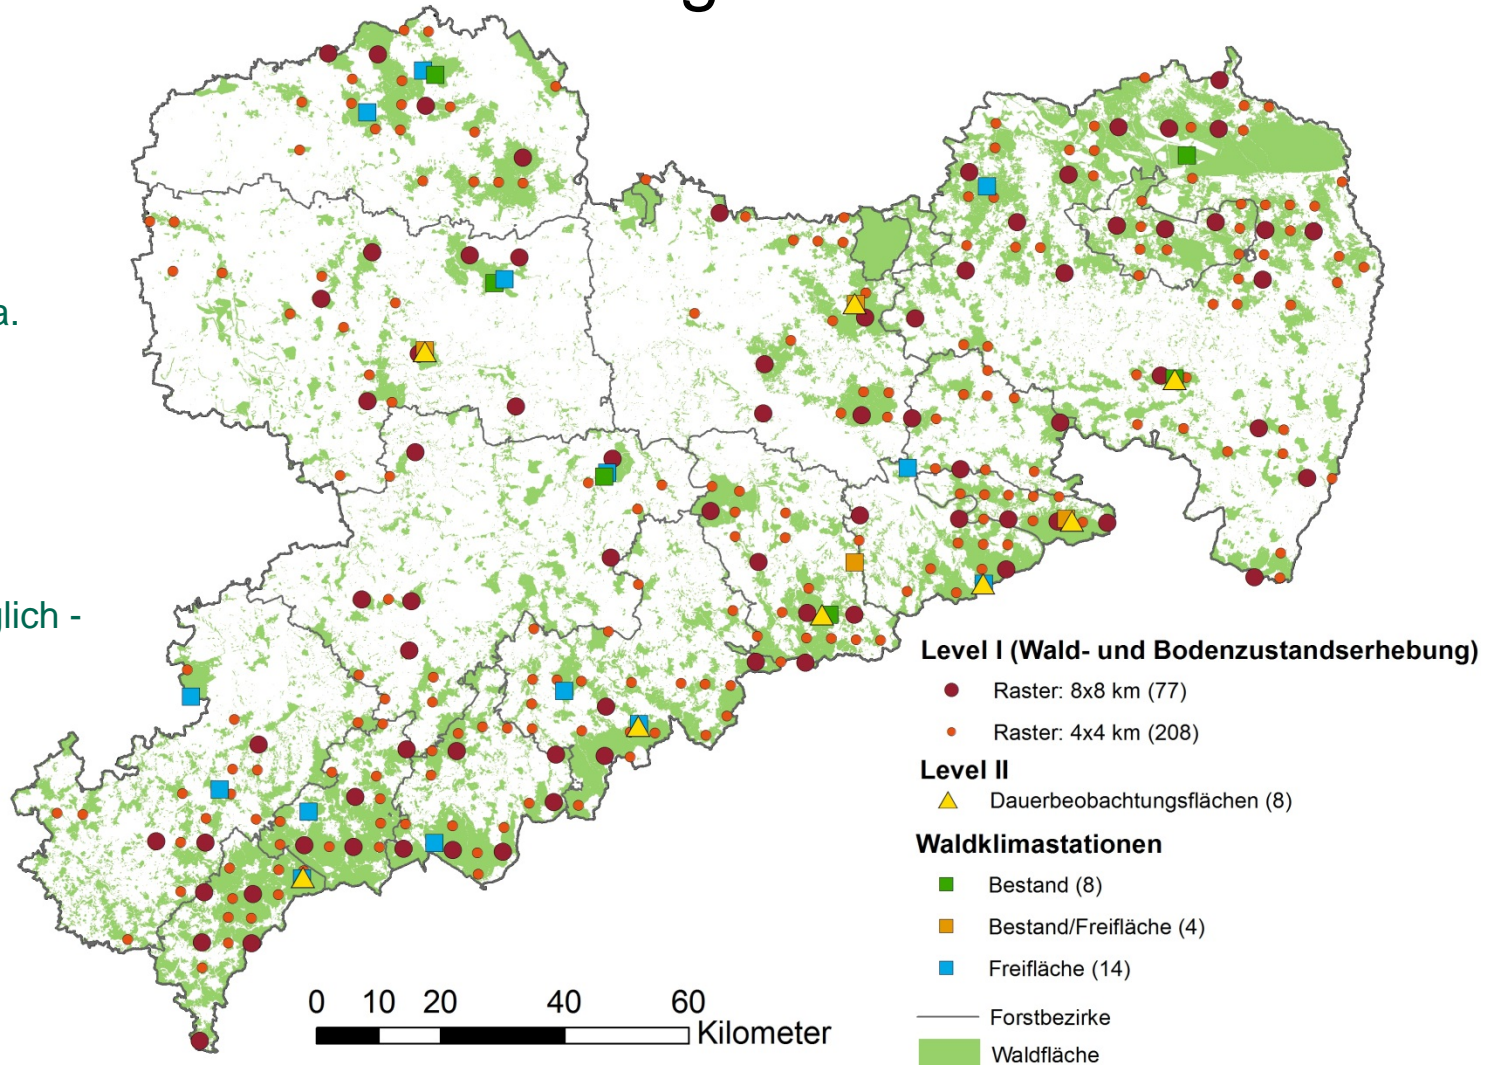 g
a.
glich -
Level I (Wald- und Bodenzustandserhebung)
Raster: 8x8 km (77)
Raster: 4x4 km (208)
Level II
Dauerbeobachtungsflächen (8)
Waldklimastationen
Bestand (8)
Bestand/Freifläche (4)
Freifläche (14)
Forstbezirke
Waldfläche
0 10 20 40 60
Kilometer